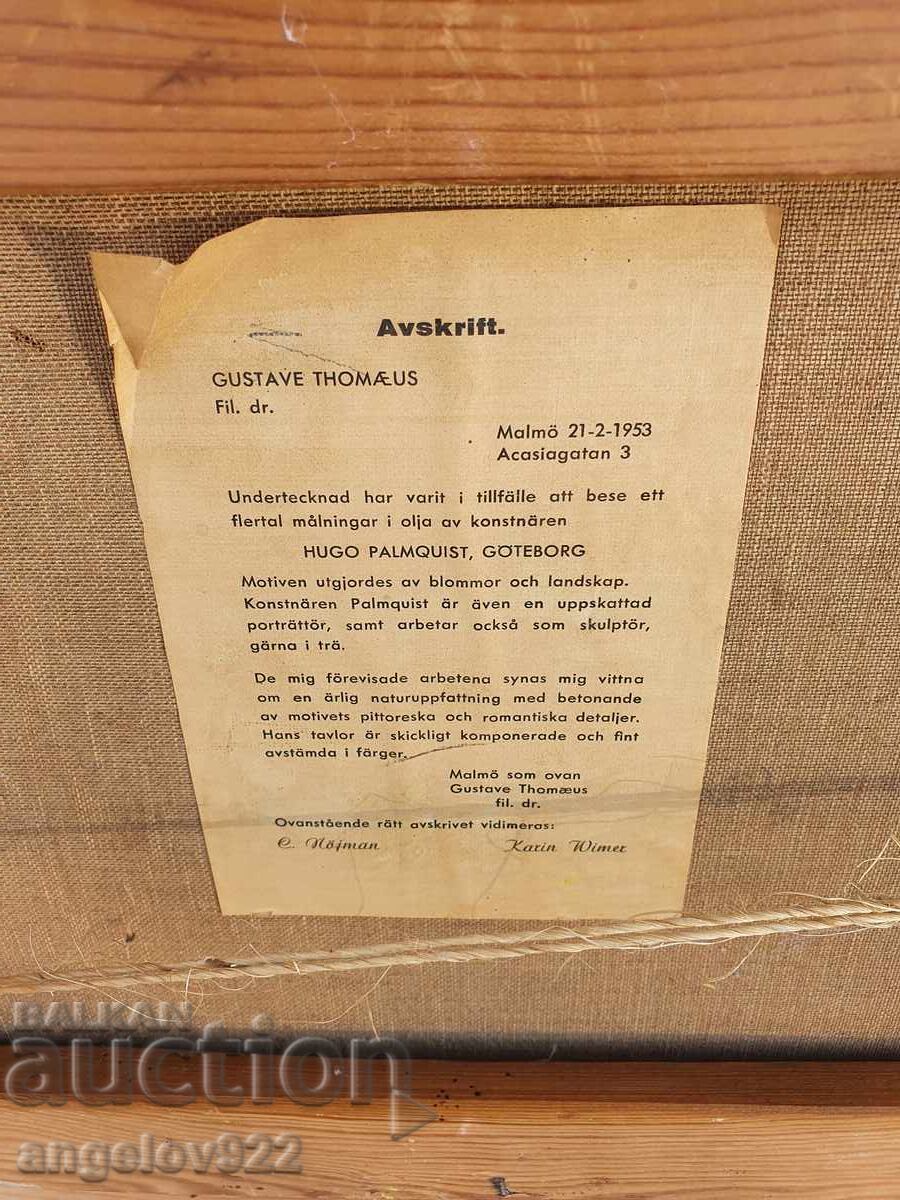 Avskrift.
GUSTAVE THOMÆUS
Fil. dr.
Malmö 21-2-1953
Acasiagatan 3
Undertecknad har varit i tillfälle att bese ett
flertal målningar i olja av konstnären
HUGO PALMQUIST, GÖTEBORG
Motiven utgjordes av blommor och landskap.
Konstnären Palmquist är även en uppskattad
porträttör, samt arbetar också som skulptör,
gärna i trä.
De mig förevisade arbetena synas mig vittna
om en ärlig naturuppfattning med betonande
av motivets pittoreska och romantiska detaljer.
Hans tavlor är skickligt komponerade och fint
avstämda i färger.
Malmö som ovan
Gustave Thomæus
fil. dr.
Ovanstående rätt avskrivet vidimeras:
C. Nöjman Karin Wimer
BALKAN
auction
angelov922